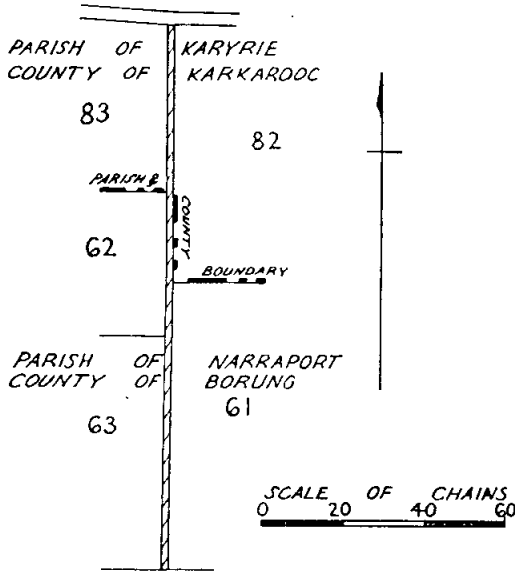 PARISH OF KARYRIE
COUNTY OF KARKAROOC
83
82
PARISH &
COUNTY
62
BOUNDARY
PARISH OF NARRAPORT
COUNTY OF BORUNG
61
63
SCALE OF CHAINS
0 20 40 60